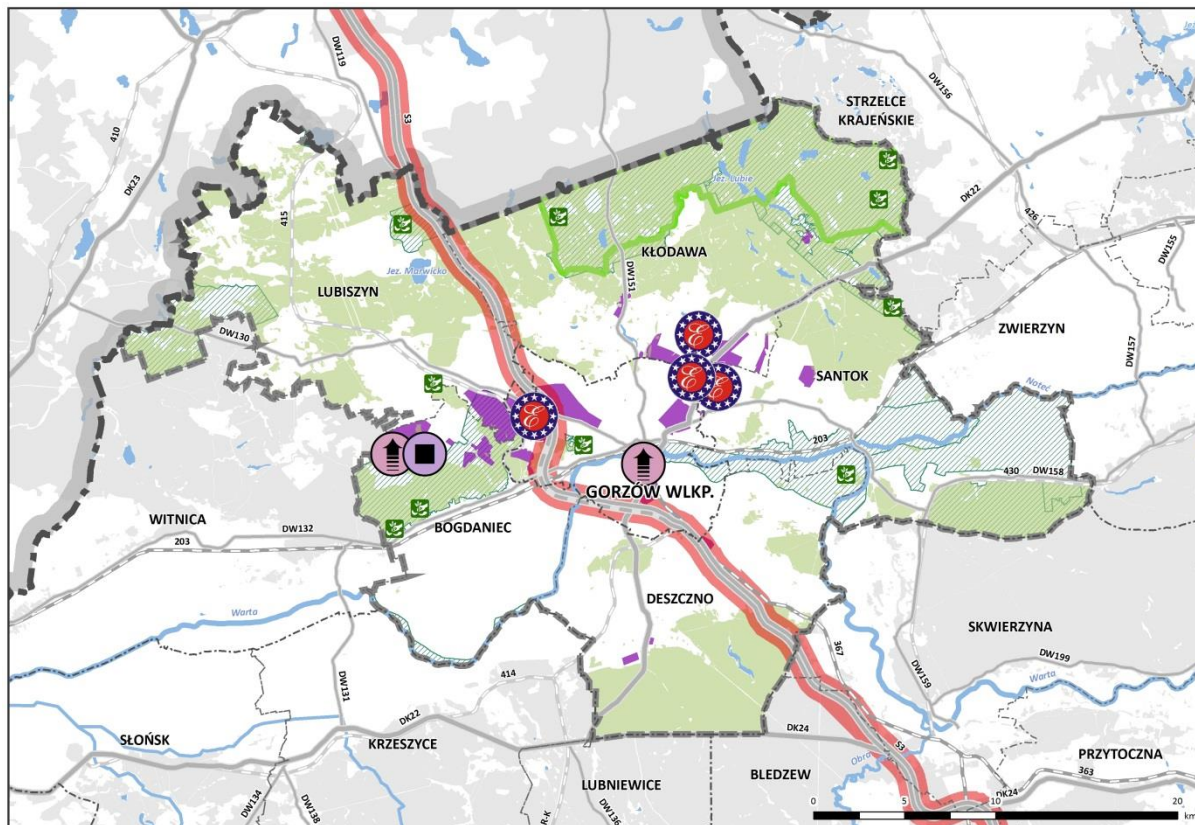 DW119
S3
DW156
STRZELCE
KRAJEŃSKIE
410
DK23
415
Jez. Lubie
DK22
426
DW155
KŁODAWA
DW151
Jez. Marwicko
LUBISZYN
DW130
ZWIERZYN
DW157
SANTOK
Noteć
203
430
DW158
GORZÓW WLKP.
WITNICA
DW132
203
BOGDANIEC
DESZCZNO
Warta
SKWIERZYNA
367
DW199
DW159
Warta
DW131
414
DK22
SŁOŃSK
KRZESZYCE
DK24
S3
PRZYTOCZNA
Obra
363
DK24
BLEDZEW
LUBNIEWICE
DW134
DW138
DW136
0
5
10
20
km
E
E
E
E